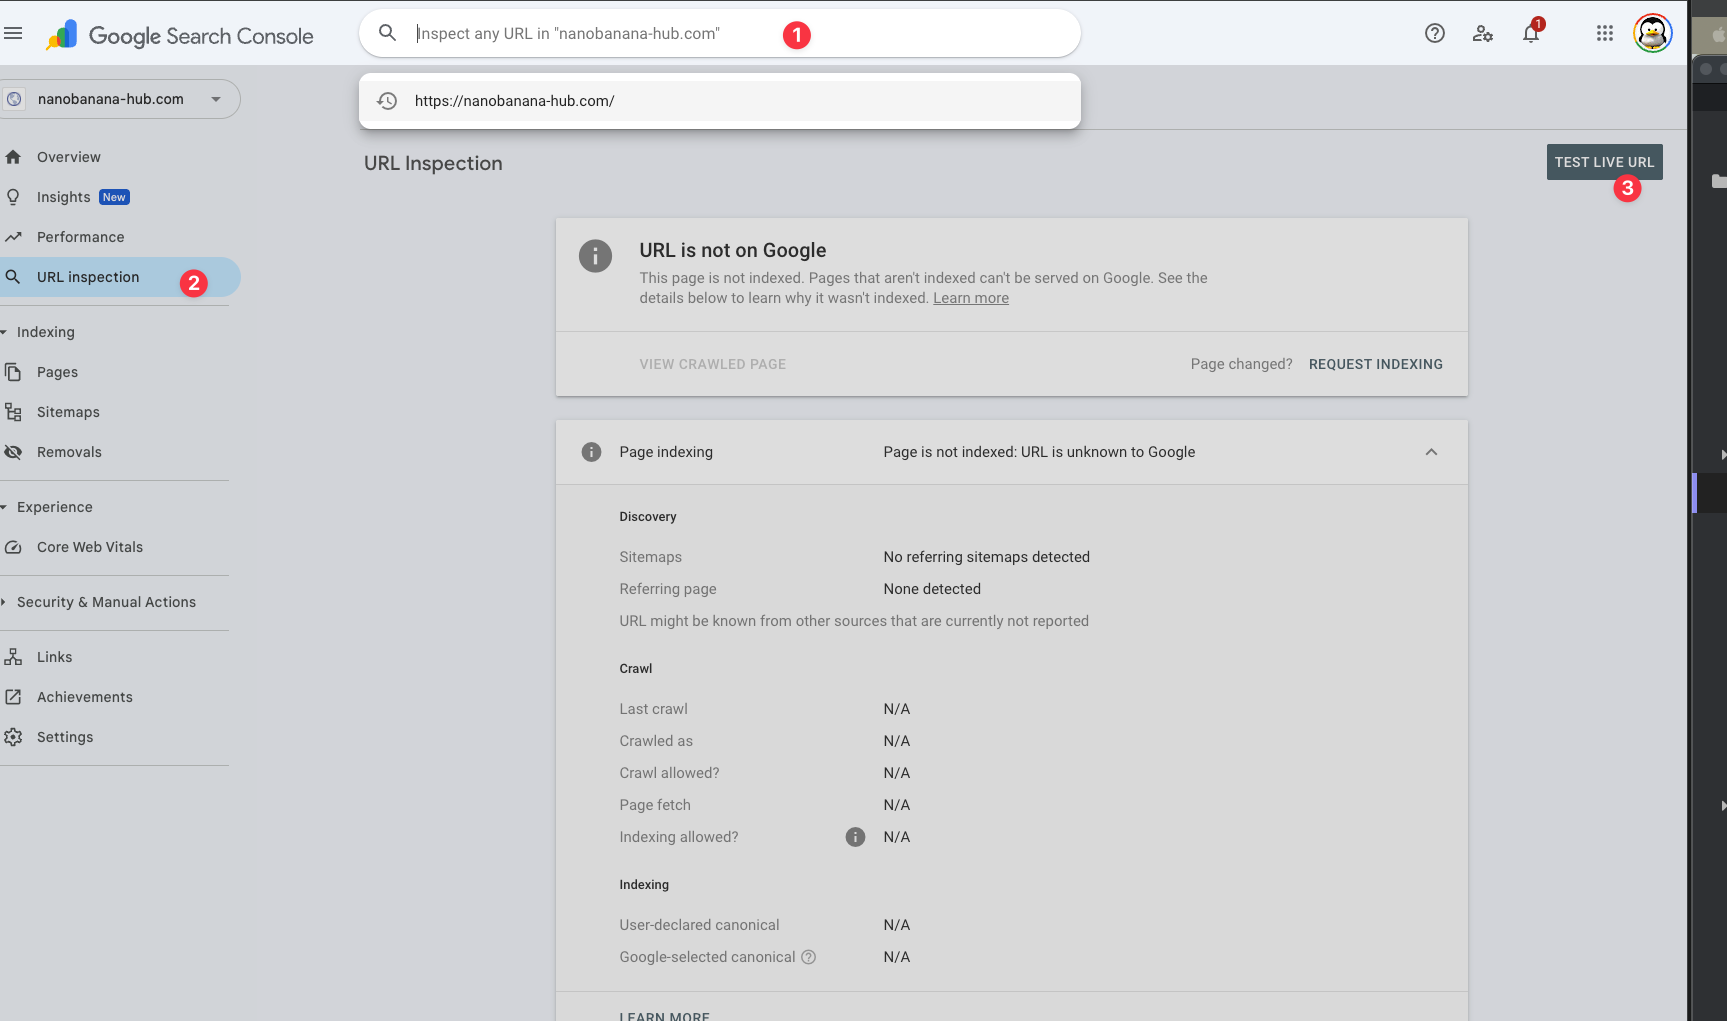 Google Search Console
Inspect any URL in "nanobanana-hub.com"
1
1
https://nanobanana-hub.com/
nanobanana-hub.com
Overview
Insights New
Performance
URL inspection
2
Indexing
Pages
Sitemaps
Removals
Experience
Core Web Vitals
Security & Manual Actions
Links
Achievements
Settings
URL Inspection
TEST LIVE URL
3
URL is not on Google
This page is not indexed. Pages that aren't indexed can't be served on Google. See the
details below to learn why it wasn't indexed. Learn more
VIEW CRAWLED PAGE
Page changed? REQUEST INDEXING
Page indexing
Page is not indexed: URL is unknown to Google
Discovery
Sitemaps No referring sitemaps detected
Referring page None detected
URL might be known from other sources that are currently not reported
Crawl
Last crawl N/A
Crawled as N/A
Crawl allowed? N/A
Page fetch N/A
Indexing allowed? N/A
Indexing
User-declared canonical N/A
Google-selected canonical N/A
LEARN MORE